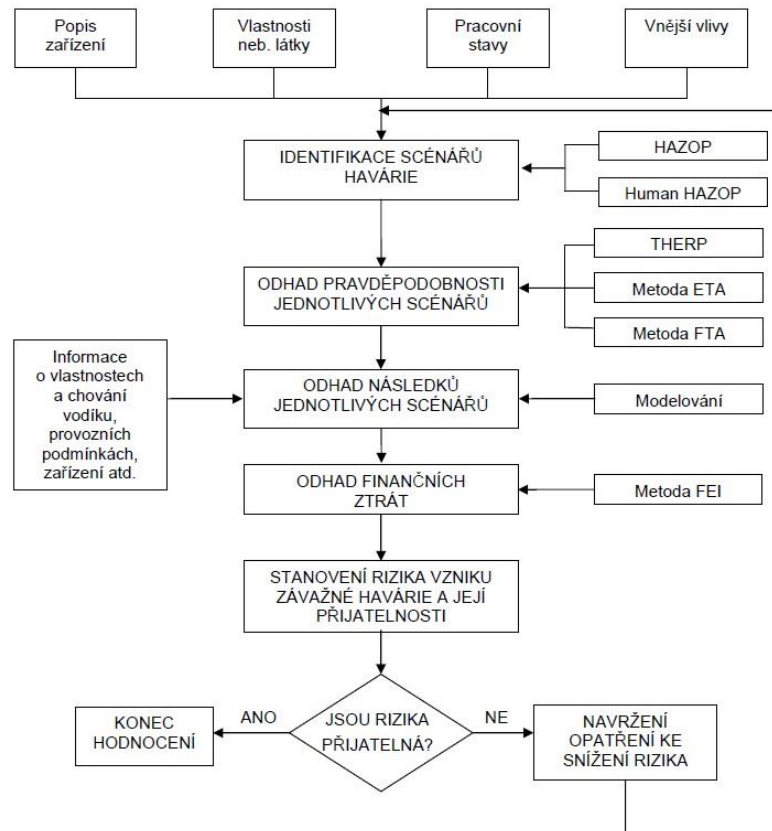 Popis
zařízení
Vlastnosti
neb. látky
Pracovní
stavy
Vnější vlivy
IDENTIFIKACE SCÉNÁŘŮ
HAVÁRIE
HAZOP
Human HAZOP
ODHAD PRAVDĚPODOBNOSTI
JEDNOTLIVÝCH SCÉNÁŘŮ
THERP
Metoda ETA
Metoda FTA
Informace
o vlastnostech
a chování
vodíku,
provozních
podmínkách,
zařízení atd.
ODHAD NÁSLEDKŮ
JEDNOTLIVÝCH SCÉNÁŘŮ
Modelování
ODHAD FINANČNÍCH
ZTRÁT
Metoda FEI
STANOVENÍ RIZIKA VZNIKU
ZÁVAŽNÉ HAVÁRIE A JEJÍ
PŘIJATELNOSTI
KONEC
HODNOCENÍ
ANO
JSOU RIZIKA
PŘIJATELNÁ?
NE
NAVRŽENÍ
OPATŘENÍ KE
SNÍŽENÍ RIZIKA